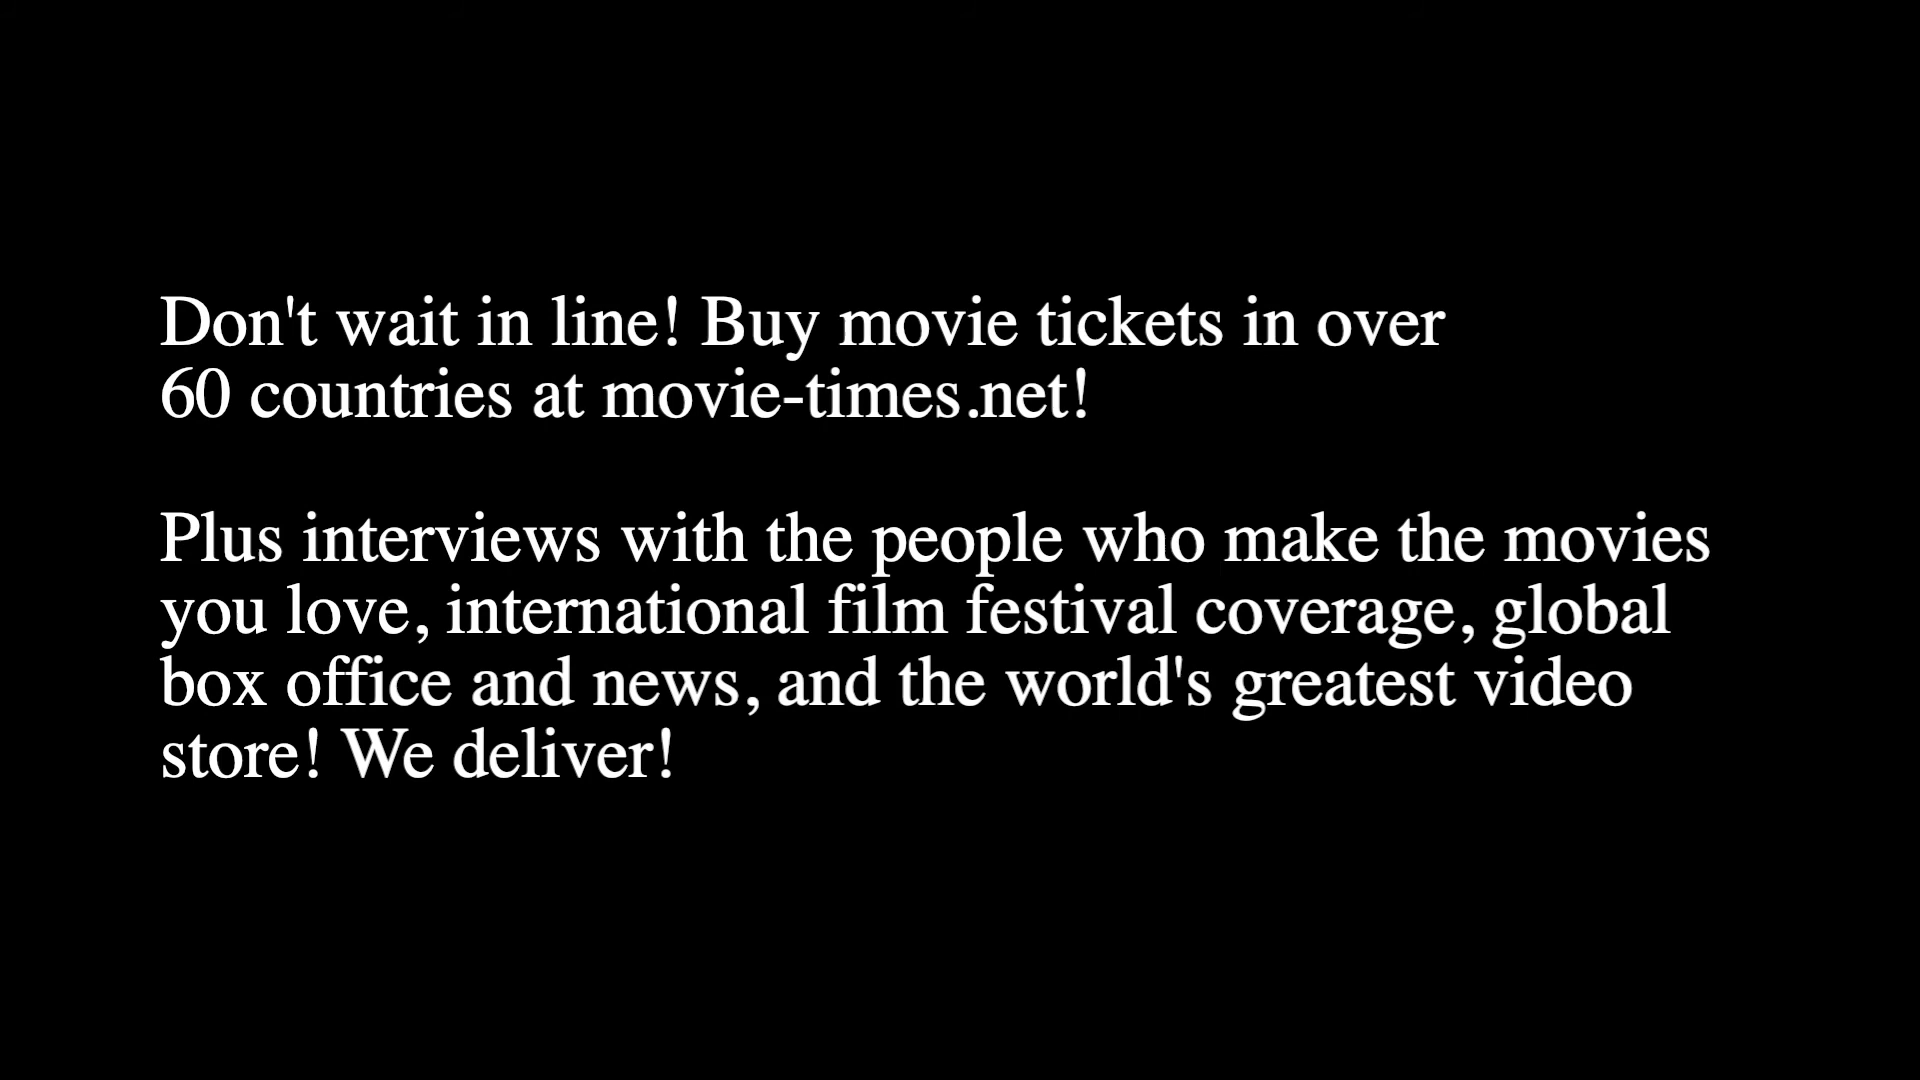 Don't wait in line! Buy movie tickets in over
60 countries at movie-times.net!
Plus interviews with the people who make the movies
you love, international film festival coverage, global
box office and news, and the world's greatest video
store! We deliver!